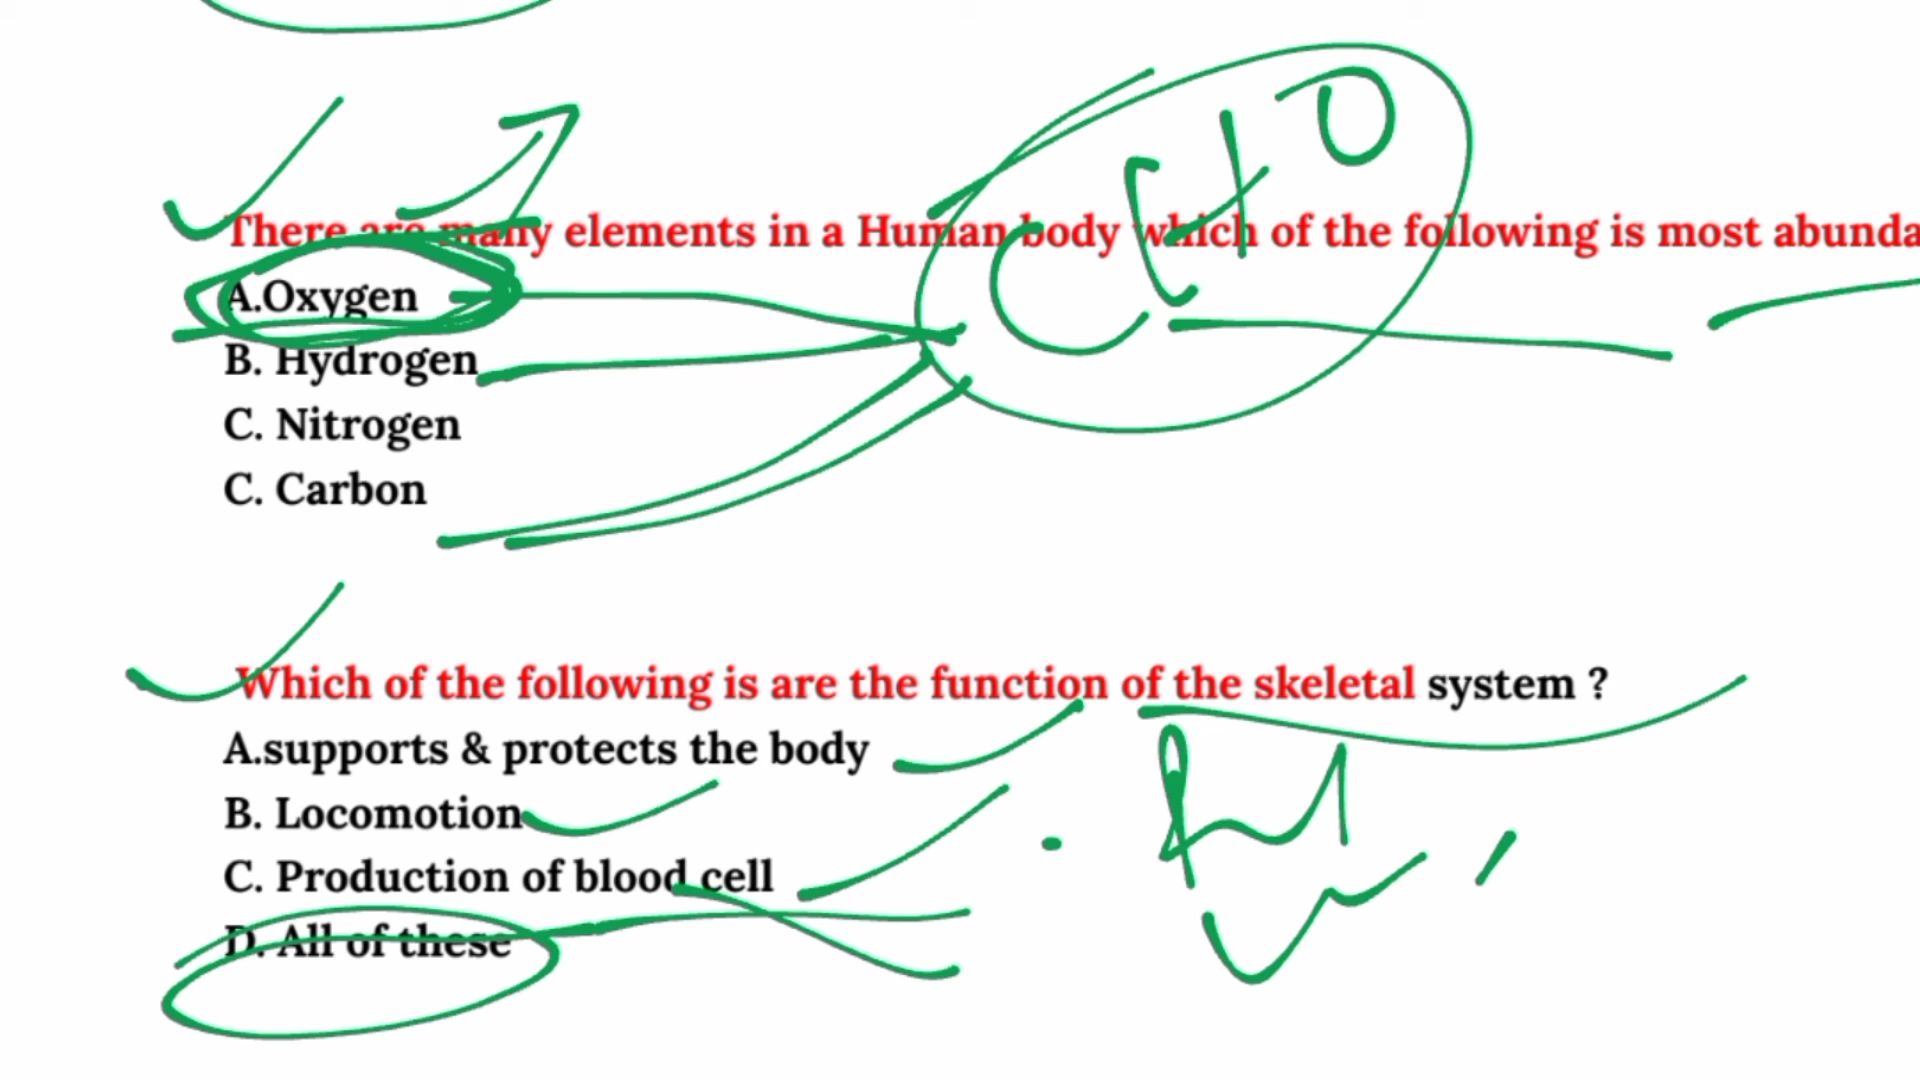 There are many elements in a Human body which of the following is most abunda
A.Oxygen
B. Hydrogen
C. Nitrogen
C. Carbon
CHO
Which of the following is are the function of the skeletal system ?
A.supports & protects the body
B. Locomotion
C. Production of blood cell
D. All of these